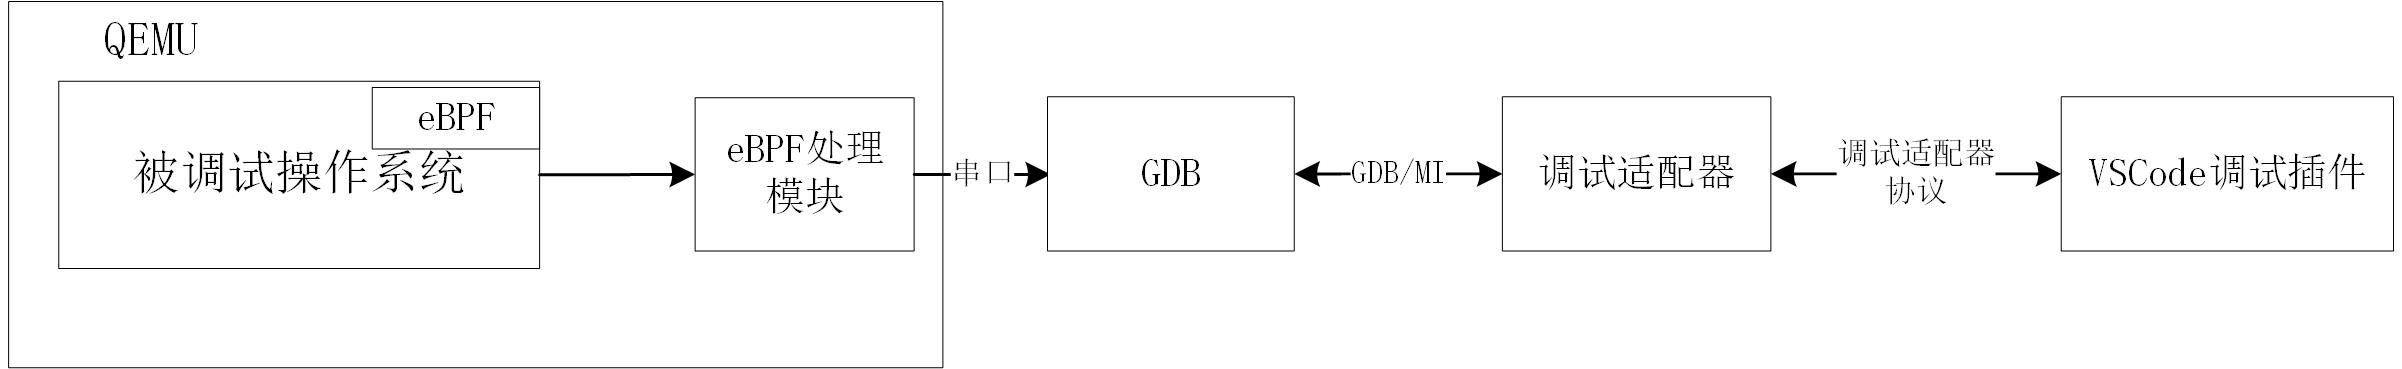 QEMU
eBPF
被调试操作系统
eBPF处理
模块
串口
GDB
GDB/MI
调试适配器
调试适配器
协议
VSCode调试插件